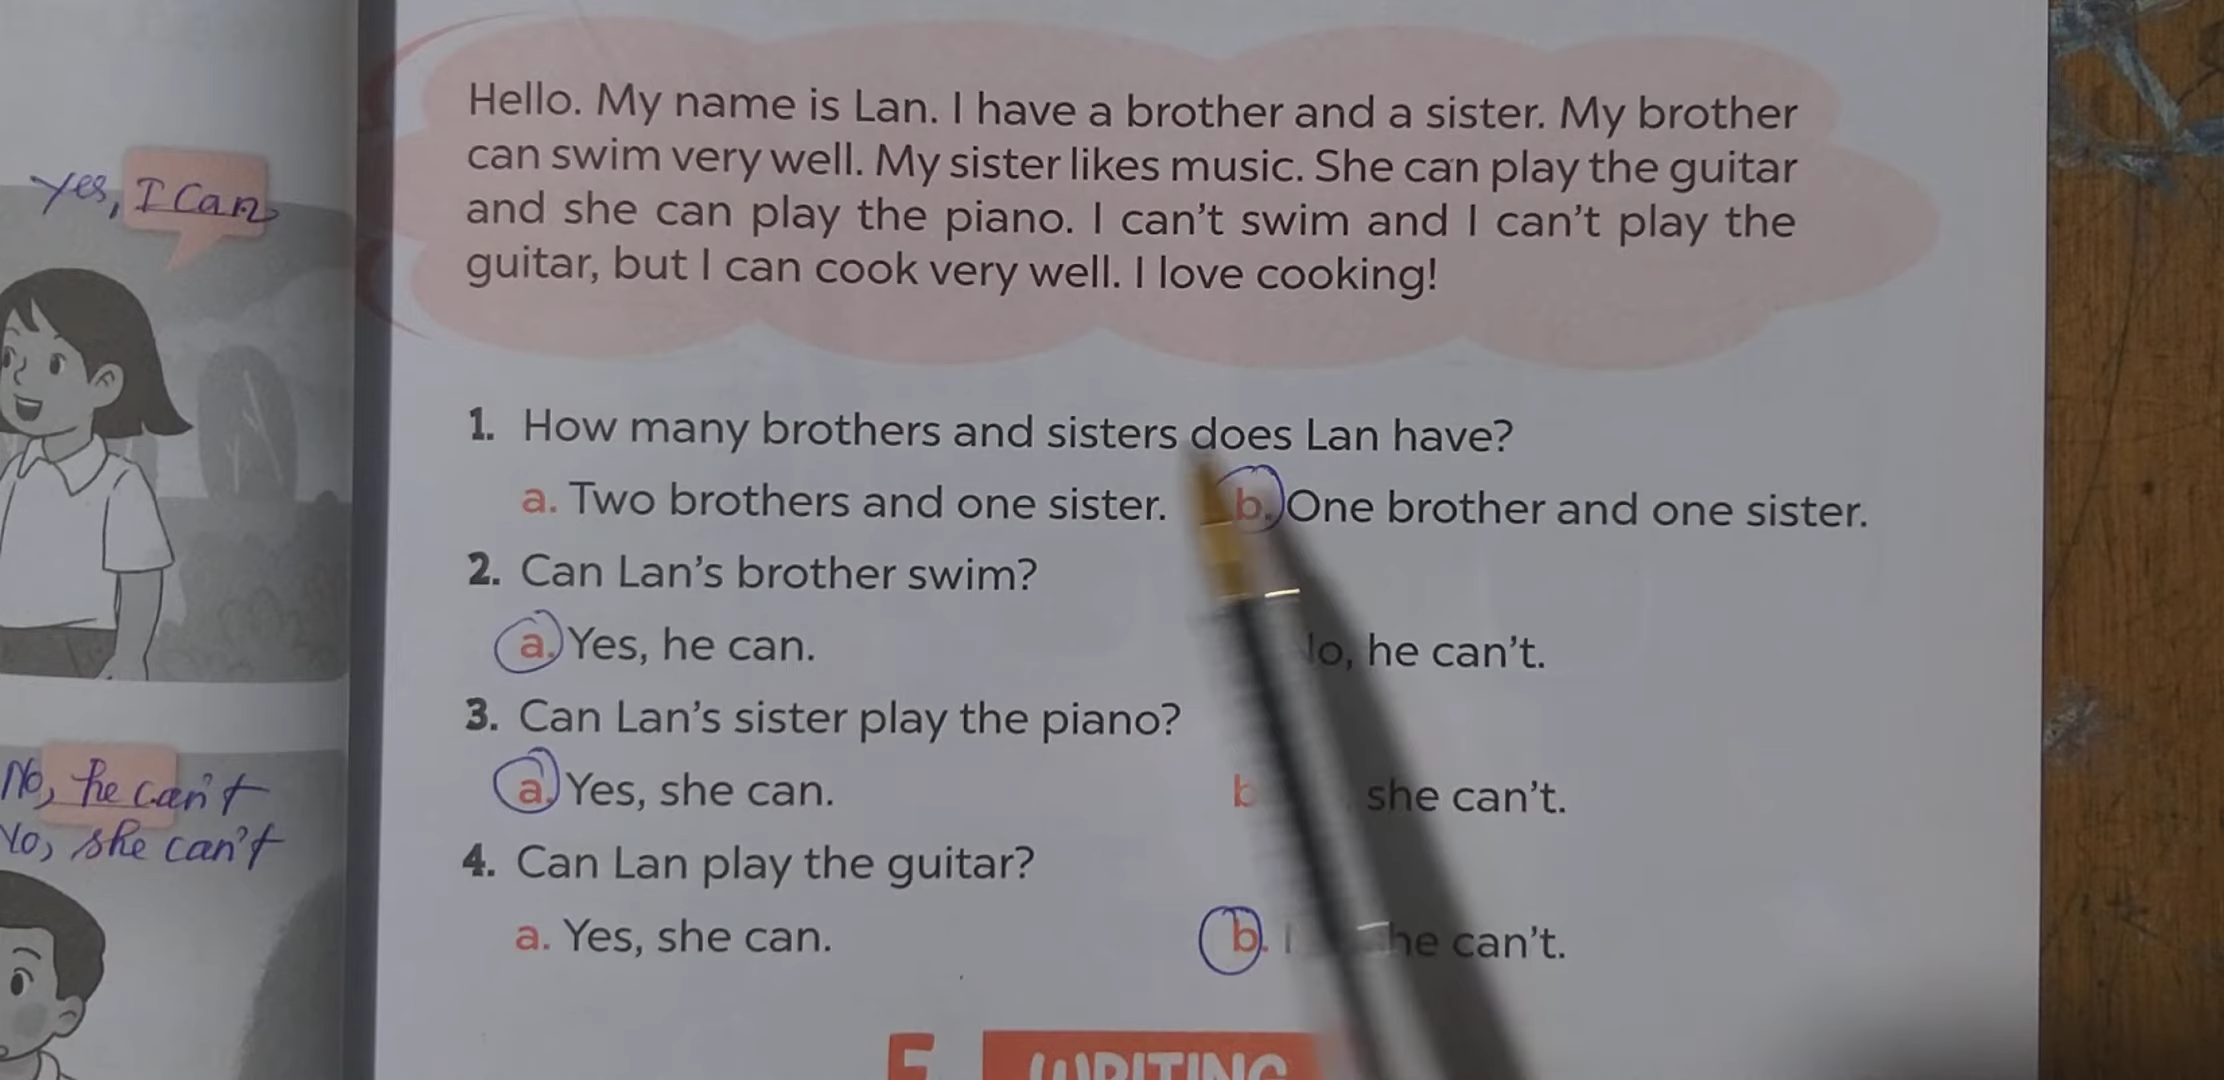 yes, I Can
No, he can't
No, she can't
Hello. My name is Lan. I have a brother and a sister. My brother
can swim very well. My sister likes music. She can play the guitar
and she can play the piano. I can't swim and I can't play the
guitar, but I can cook very well. I love cooking!
1. How many brothers and sisters does Lan have?
a. Two brothers and one sister. b. One brother and one sister.
2. Can Lan's brother swim?
a. Yes, he can. he can't.
3. Can Lan's sister play the piano?
a. Yes, she can. b she can't.
4. Can Lan play the guitar?
a. Yes, she can. b. can't.
WRITING